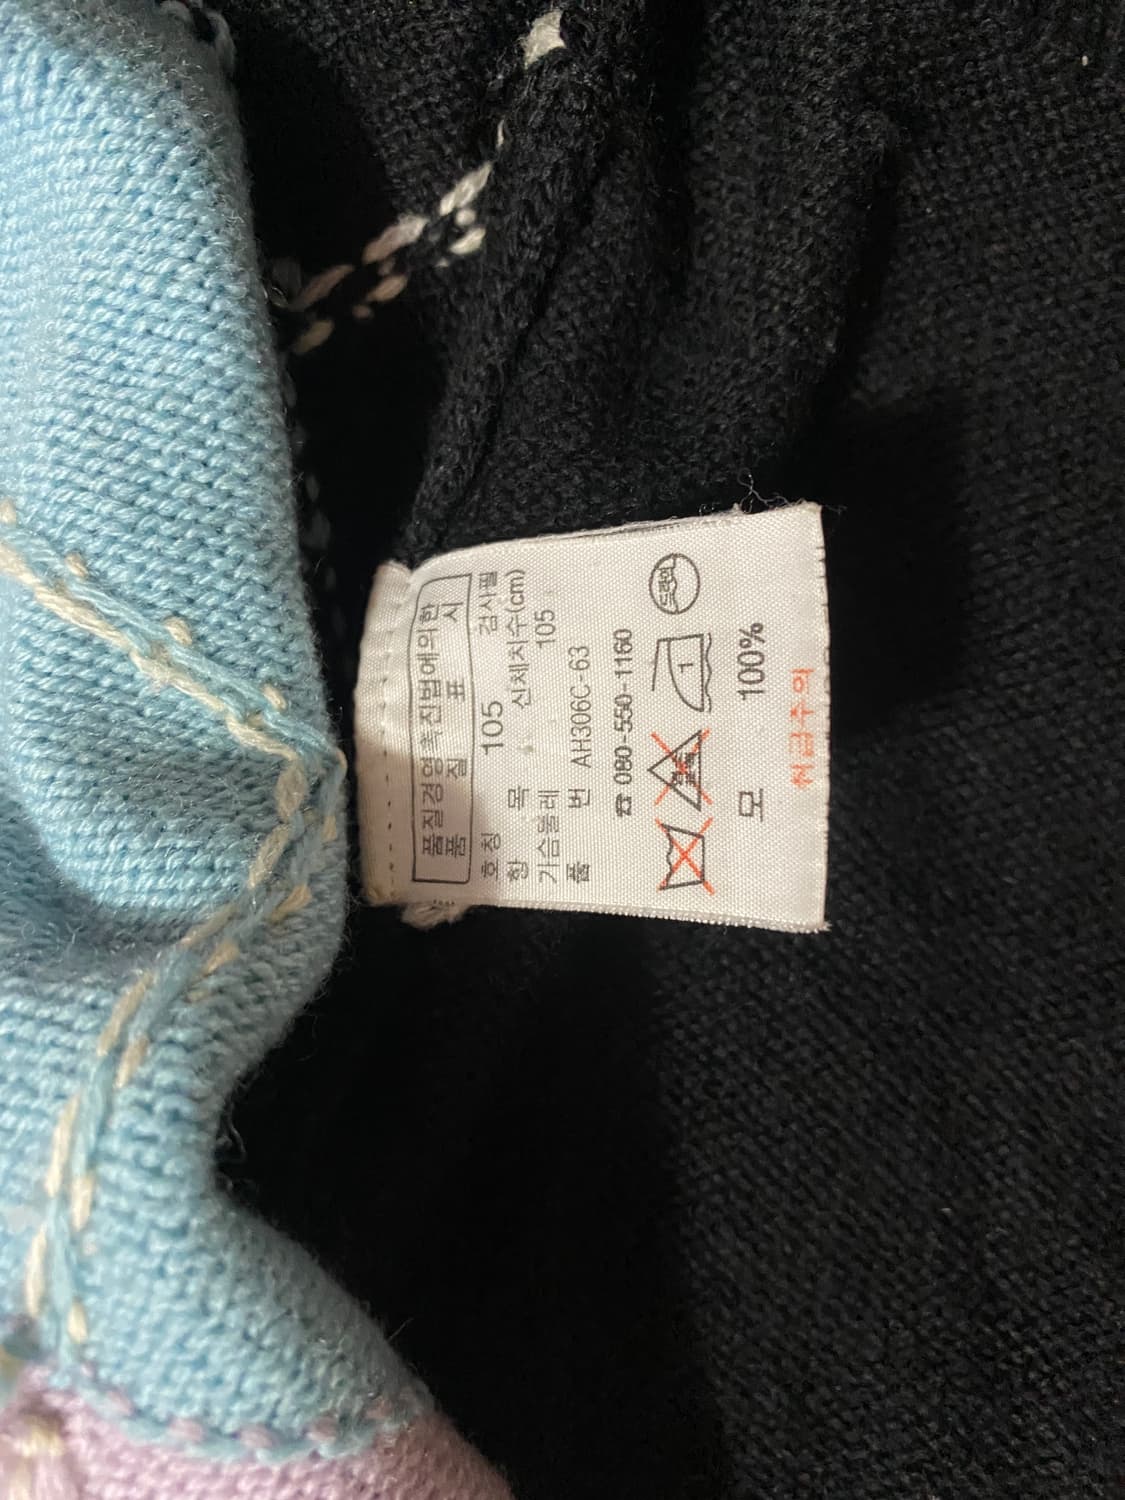 품질경영촉진법에의한
품 질 표 시
호칭 105 검사필
항 목 신체치수(cm)
가슴둘레 105
품 번 AH306C-63
☎ 080-550-1160
1 드라이
모 100%
취급주의